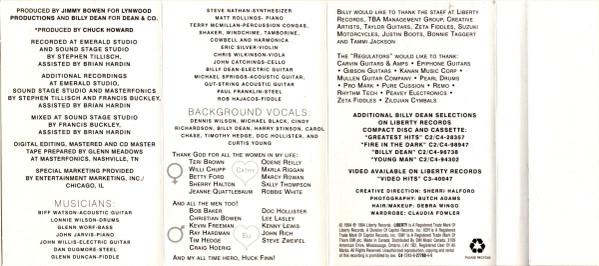 PRODUCED BY JIMMY BOWEN FOR LYNWOOD
PRODUCTIONS AND BILLY DEAN FOR DEAN & CO.
*PRODUCED BY CHUCK HOWARD
RECORDED AT EMERALD STUDIO
AND SOUND STAGE STUDIO
BY STEPHEN TILLISCH,
ASSISTED BY BRIAN HARDIN
ADDITIONAL RECORDINGS
AT EMERALD STUDIO,
SOUND STAGE STUDIO AND MASTERFONICS
BY STEPHEN TILLISCH AND FRANCIS BUCKLEY,
ASSISTED BY BRIAN HARDIN
MIXED AT SOUND STAGE STUDIO
BY FRANCIS BUCKLEY,
ASSISTED BY BRIAN HARDIN
DIGITAL EDITING, MASTERED AND CD MASTER
TAPE PREPARED BY GLENN MEADOWS
AT MASTERFONICS, NASHVILLE, TN
SPECIAL MARKETING PROVIDED
BY ENTERTAINMENT MARKETING, INC./
CHICAGO, IL
MUSICIANS:
BIFF WATSON-ACOUSTIC GUITAR
LONNIE WILSON-DRUMS
GLENN WORF-BASS
JOHN JARVIS-PIANO
JOHN WILLIS-ELECTRIC GUITAR
DAN DUGMORE-STEEL
GLENN DUNCAN-FIDDLE
STEVE NATHAN-SYNTHESIZER
MATT ROLLINGS- PIANO
TERRY MCMILLAN-PERCUSSION CONGAS,
SHAKER, WINDCHIME, TAMBORINE,
COWBELL AND HARMONICA
ERIC SILVER-VIOLIN
CHRIS WILKINSON-VIOLA
JOHN CATCHINGS-CELLO
BILLY DEAN-ELECTRIC GUITAR
MICHAEL SPRIGGS-ACOUSTIC GUITAR,
GUT-STRING ACOUSTIC GUITAR
PAUL FRANKLIN-STEEL
ROB HAJACOS-FIDDLE
BACKGROUND VOCALS:
DENNIS WILSON, MICHAEL BLACK, CINDY
RICHARDSON, BILLY DEAN, HARRY STINSON, CAROL
CHASE, TIMOTHY HEDGE, DOC HOLLISTER, AND
CURTIS YOUNG
THANK GOD FOR ALL THE WOMEN IN MY LIFE:
TERI BROWN ODENE REILLY
WILLI CHUPP MARLA RIGGAN
CATHY
BETTY FORD MARCY ROWAN
SHERRY HALTON SALLY THOMPSON
JEANNE QUATTLEBAUM ROBBIE WHITE
AND ALL THE MEN TOO!
BOB BAKER DOC HOLLISTER
CHRISTIAN BOWEN LEE LASLEY
KEVIN FREEMAN KENNY LEWIS
RAY HARDMAN JOHN RICH
ELI
TIM HEDGE STEVE ZWEIFEL
CRAIG HOERIG
AND MY ALL TIME HERO, HUCK FINN!
BILLY WOULD LIKE TO THANK THE STAFF AT LIBERTY
RECORDS, TBA MANAGEMENT GROUP, CREATIVE
ARTISTS, TAYLOR GUITARS, ZETA FIDDLES, SUZUKI
MOTORCYCLES, JUSTIN BOOTS, BONNIE TAGGERT
AND TAMMI JACKSON
THE "REGULATORS" WOULD LIKE TO THANK:
CARVIN GUITARS & AMPS • EPIPHONE GUITARS
• GIBSON GUITARS • KANAN MUSIC CORP •
MULLEN GUITAR COMPANY • PEARL DRUMS
• PRO MARK • PURE CUSSION • REMO •
RHYTHM TECH • PEAVEY ELECTRONICS •
ZETA FIDDLES • ZILDJIAN CYMBALS
ADDITIONAL BILLY DEAN SELECTIONS
ON LIBERTY RECORDS
COMPACT DISC AND CASSETTE:
"GREATEST HITS" C2/C4-28357
"FIRE IN THE DARK" C2/C4-98947
"BILLY DEAN" C2/C4-96738
"YOUNG MAN" C2/C4-94302
VIDEO AVAILABLE ON LIBERTY RECORDS
"VIDEO HITS" C3-40047
CREATIVE DIRECTION: SHERRI HALFORD
PHOTOGRAPHY: BUTCH ADAMS
HAIR/MAKEUP: DEBRA WINGO
WARDROBE: CLAUDIA FOWLER
PLEASE RECYCLE